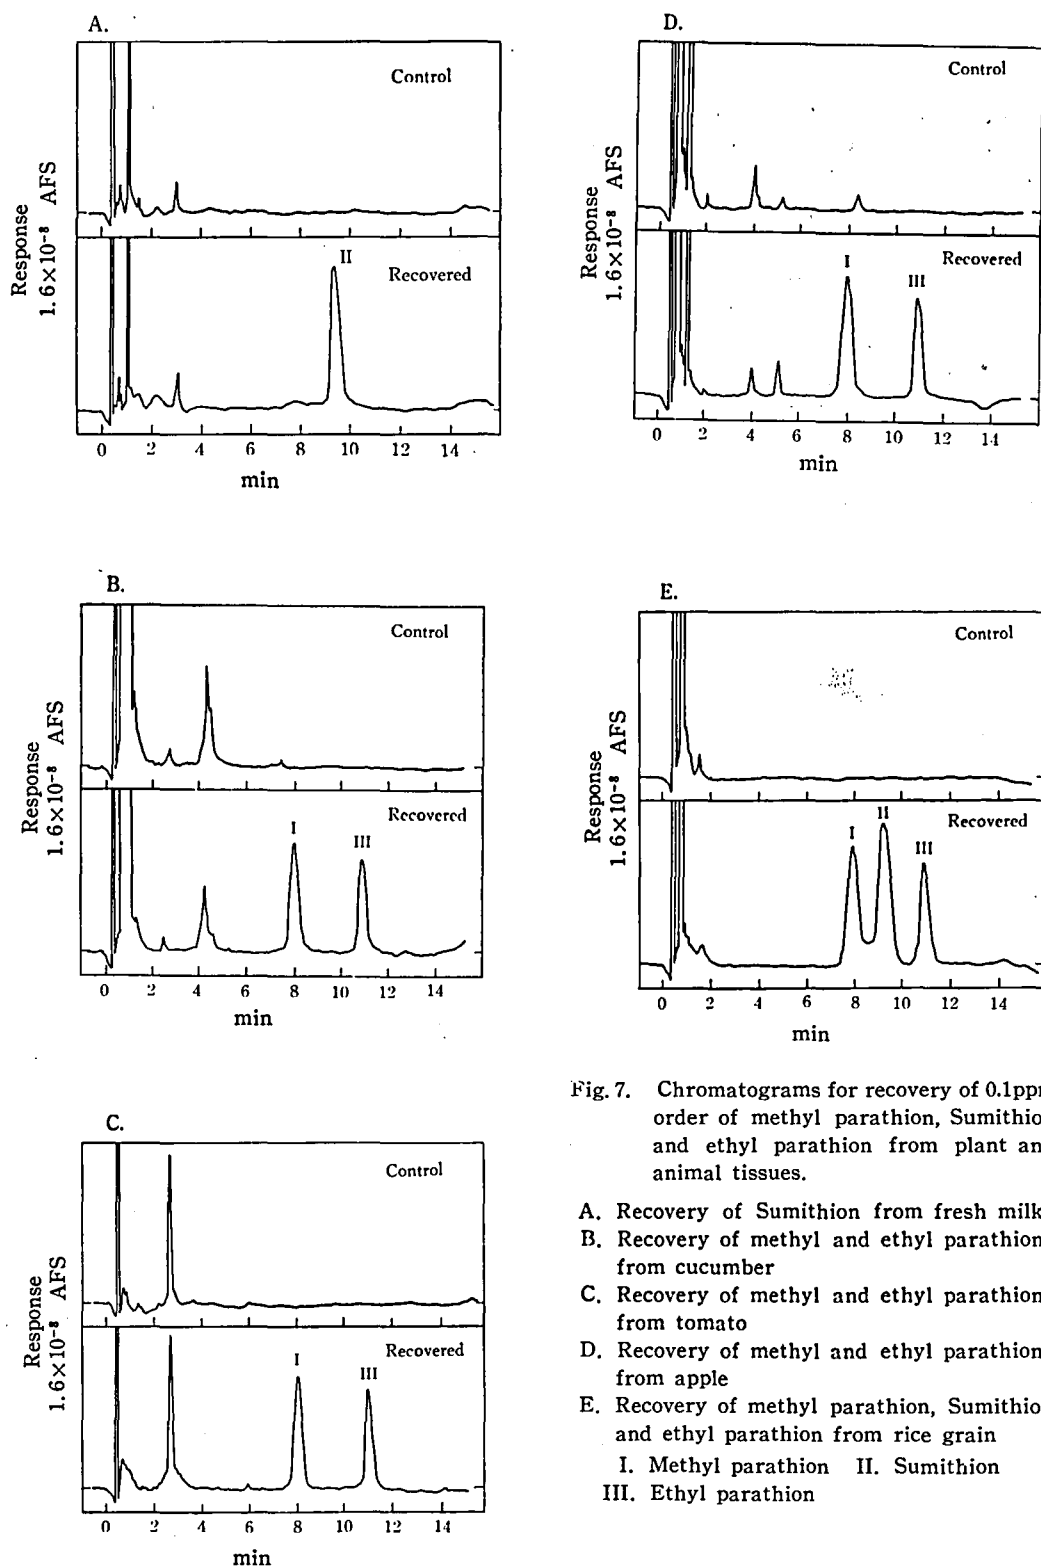 A.
Control
Response
1.6×10⁻⁸ AFS
II
Recovered
0 2 4 6 8 10 12 14
min
B.
Control
Response
1.6×10⁻⁸ AFS
I
III
Recovered
0 2 4 6 8 10 12 14
min
C.
Control
Response
1.6×10⁻⁸ AFS
I
III
Recovered
0 2 4 6 8 10 12 14
min
D.
Control
Response
1.6×10⁻⁸ AFS
I
III
Recovered
0 2 4 6 8 10 12 14
min
E.
Control
Response
1.6×10⁻⁸ AFS
I
II
III
Recovered
0 2 4 6 8 10 12 14
min
Fig. 7. Chromatograms for recovery of 0.1ppm
order of methyl parathion, Sumithio
and ethyl parathion from plant an
animal tissues.
A. Recovery of Sumithion from fresh milk
B. Recovery of methyl and ethyl parathion
from cucumber
C. Recovery of methyl and ethyl parathion
from tomato
D. Recovery of methyl and ethyl parathion
from apple
E. Recovery of methyl parathion, Sumithio
and ethyl parathion from rice grain
I. Methyl parathion II. Sumithion
III. Ethyl parathion